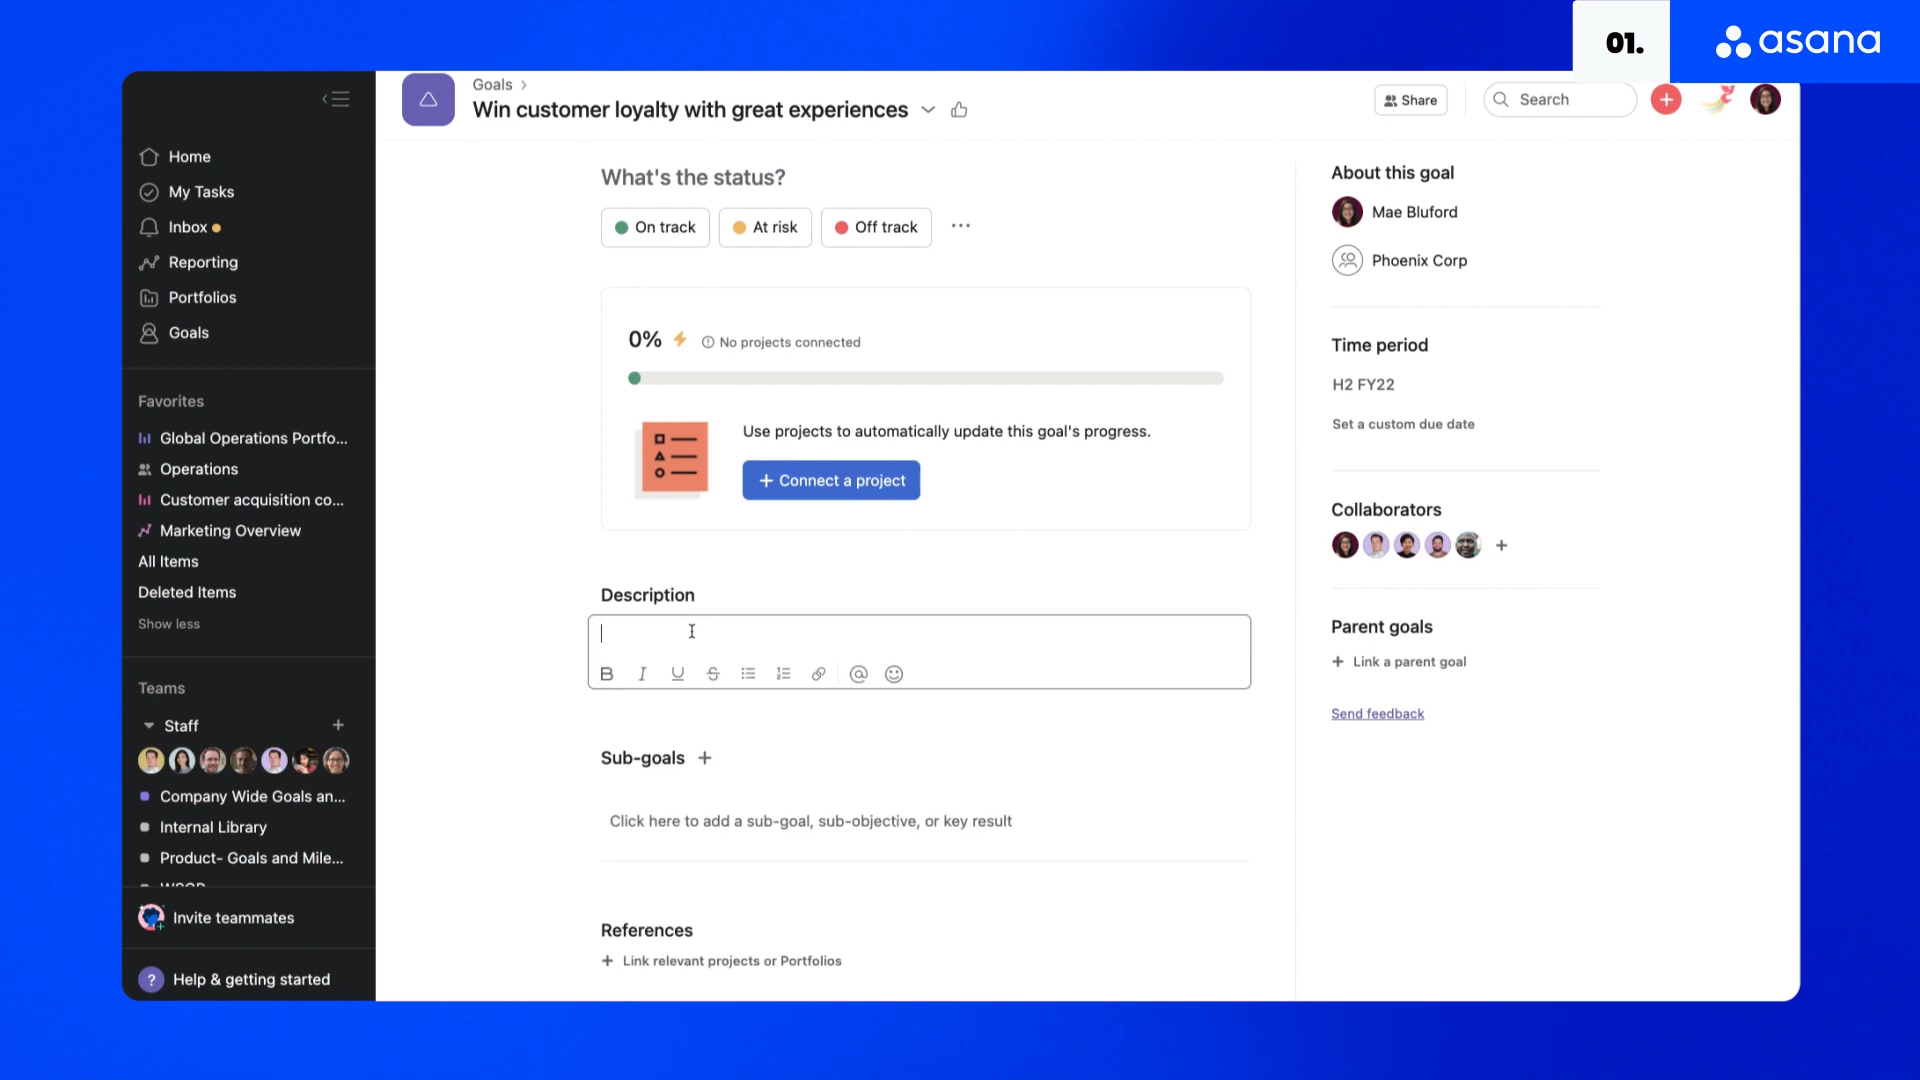 01.
asana
Goals
Win customer loyalty with great experiences
Share
Search
Home
My Tasks
Inbox
Reporting
Portfolios
Goals
Favorites
Global Operations Portfo...
Operations
Customer acquisition co...
Marketing Overview
All Items
Deleted Items
Show less
Teams
Staff
Company Wide Goals an...
Internal Library
Product- Goals and Mile...
Invite teammates
? Help & getting started
What's the status?
On track
At risk
Off track
...
0%
No projects connected
Use projects to automatically update this goal's progress.
+ Connect a project
Description
B I U S
Sub-goals +
Click here to add a sub-goal, sub-objective, or key result
References
+ Link relevant projects or Portfolios
About this goal
Mae Bluford
Phoenix Corp
Time period
H2 FY22
Set a custom due date
Collaborators
+
Parent goals
+ Link a parent goal
Send feedback